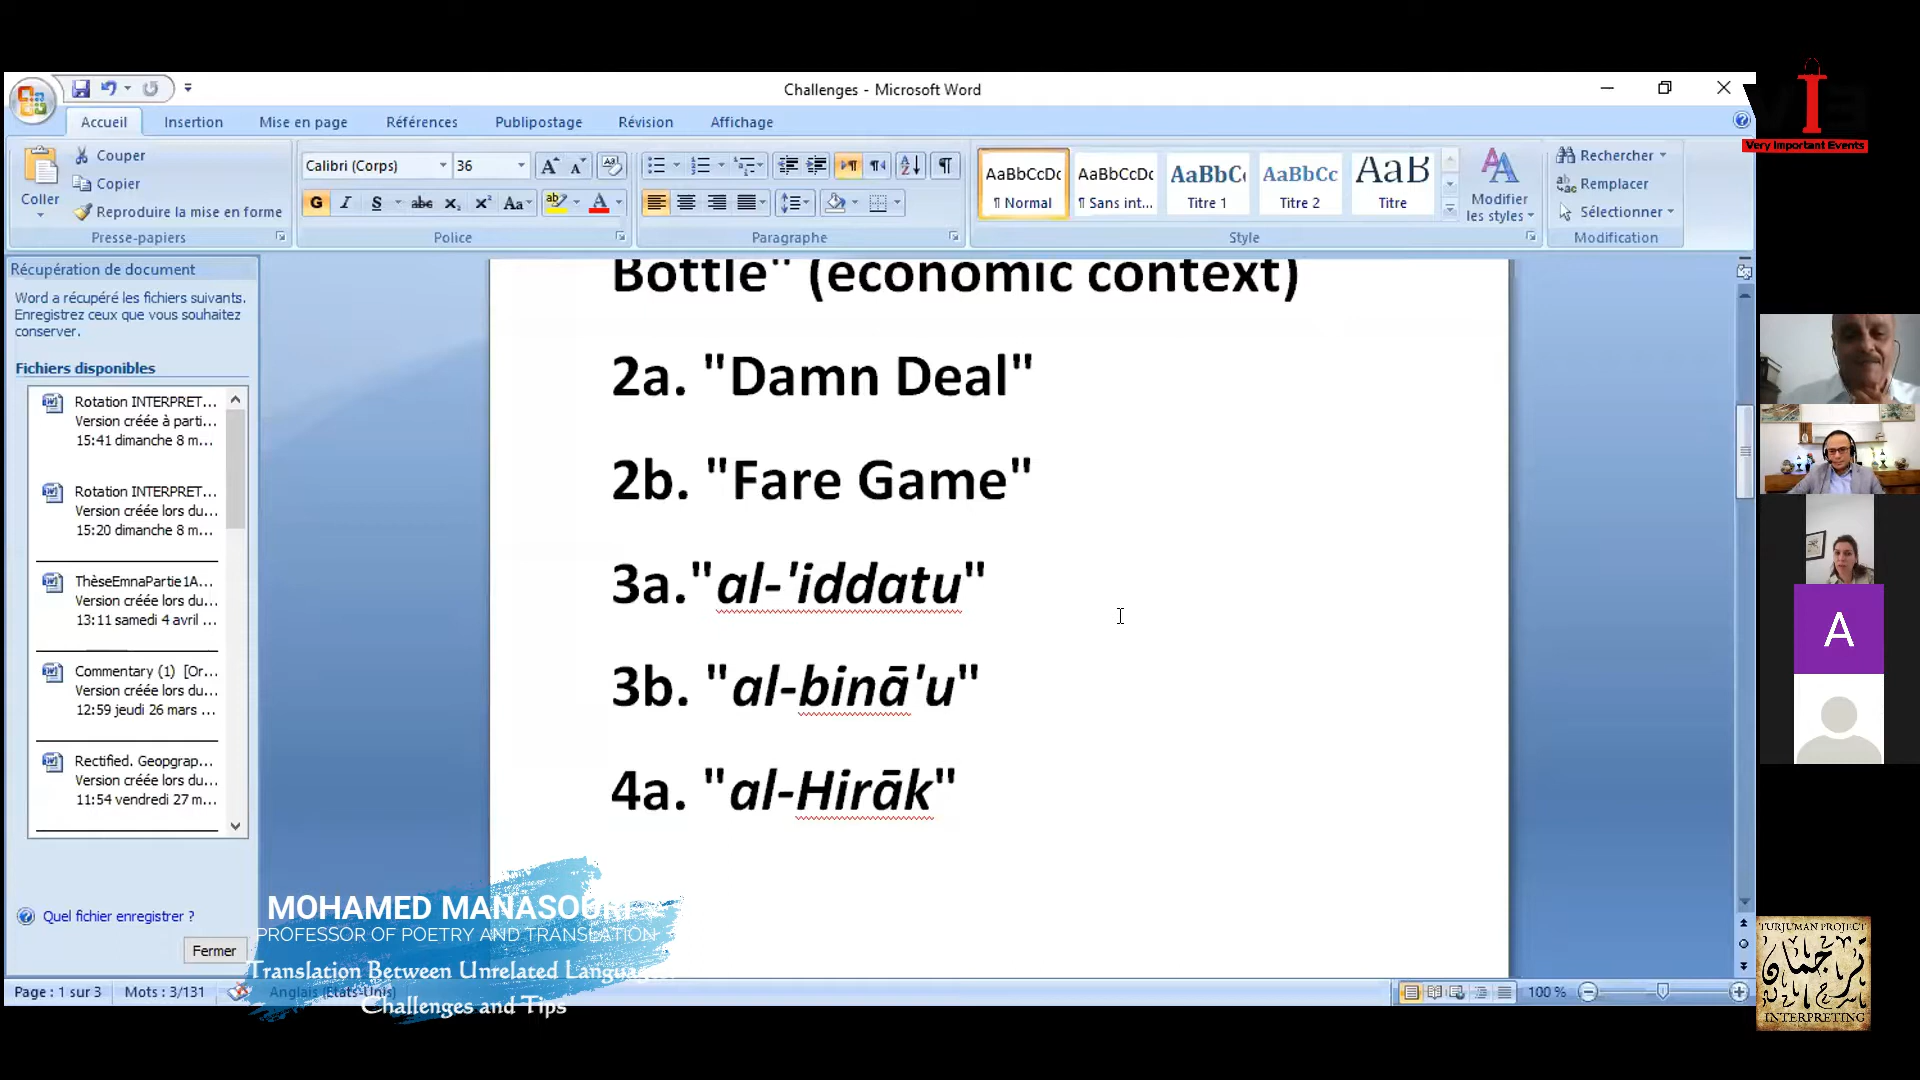 Challenges - Microsoft Word
Accueil
Insertion
Mise en page
Références
Publipostage
Révision
Affichage
Coller
Couper
Copier
Reproduire la mise en forme
Presse-papiers
Calibri (Corps)
36
Police
Paragraphe
AaBbCcDc
¶ Normal
AaBbCcDc
¶ Sans int...
AaBbC
Titre 1
AaBbCc
Titre 2
AaB
Titre
Modifier
les styles
Style
Rechercher
Remplacer
Sélectionner
Modification
Very Important Events
Récupération de document
Word a récupéré les fichiers suivants.
Enregistrez ceux que vous souhaitez
conserver.
Fichiers disponibles
Rotation INTERPRET...
Version créée à parti...
15:41 dimanche 8 m...
Rotation INTERPRET...
Version créée lors du...
15:20 dimanche 8 m...
ThèseEmnaPartie1A...
Version créée lors du...
13:11 samedi 4 avril ...
Commentary (1) [Or...
Version créée lors du...
12:59 jeudi 26 mars ...
Rectified. Geopgrap...
Version créée lors du...
11:54 vendredi 27 m...
Quel fichier enregistrer ?
Fermer
Bottle" (economic context)
2a. "Damn Deal"
2b. "Fare Game"
3a."al-'iddatu"
3b. "al-binā'u"
4a. "al-Hirāk"
A
MOHAMED MANASOURI
PROFESSOR OF POETRY AND TRANSLATION
Translation Between Unrelated Languages
Challenges and Tips
Page : 1 sur 3
Mots : 3/131
Anglais (États-Unis)
100 %
TURJUMAN PROJECT
ترجمان
INTERPRETING